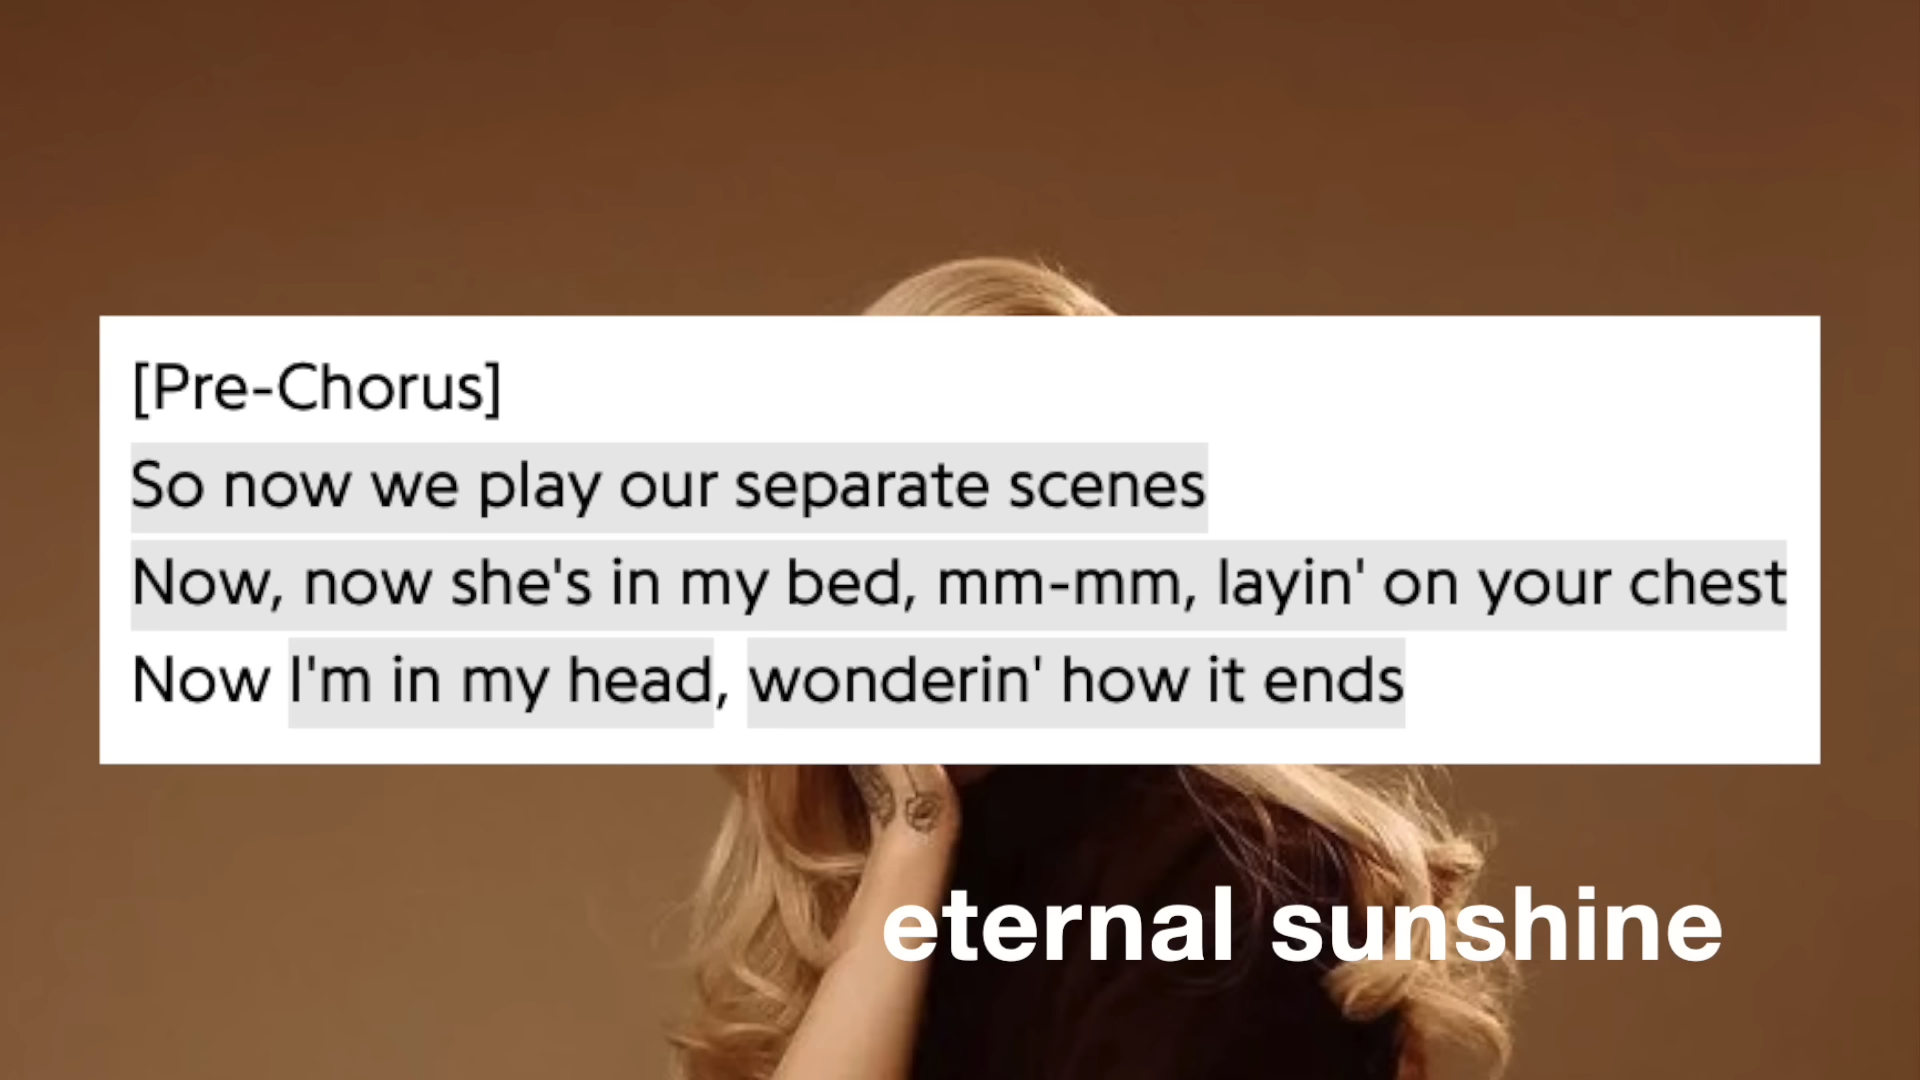 [Pre-Chorus]
So now we play our separate scenes
Now, now she's in my bed, mm-mm, layin' on your chest
Now I'm in my head, wonderin' how it ends
eternal sunshine